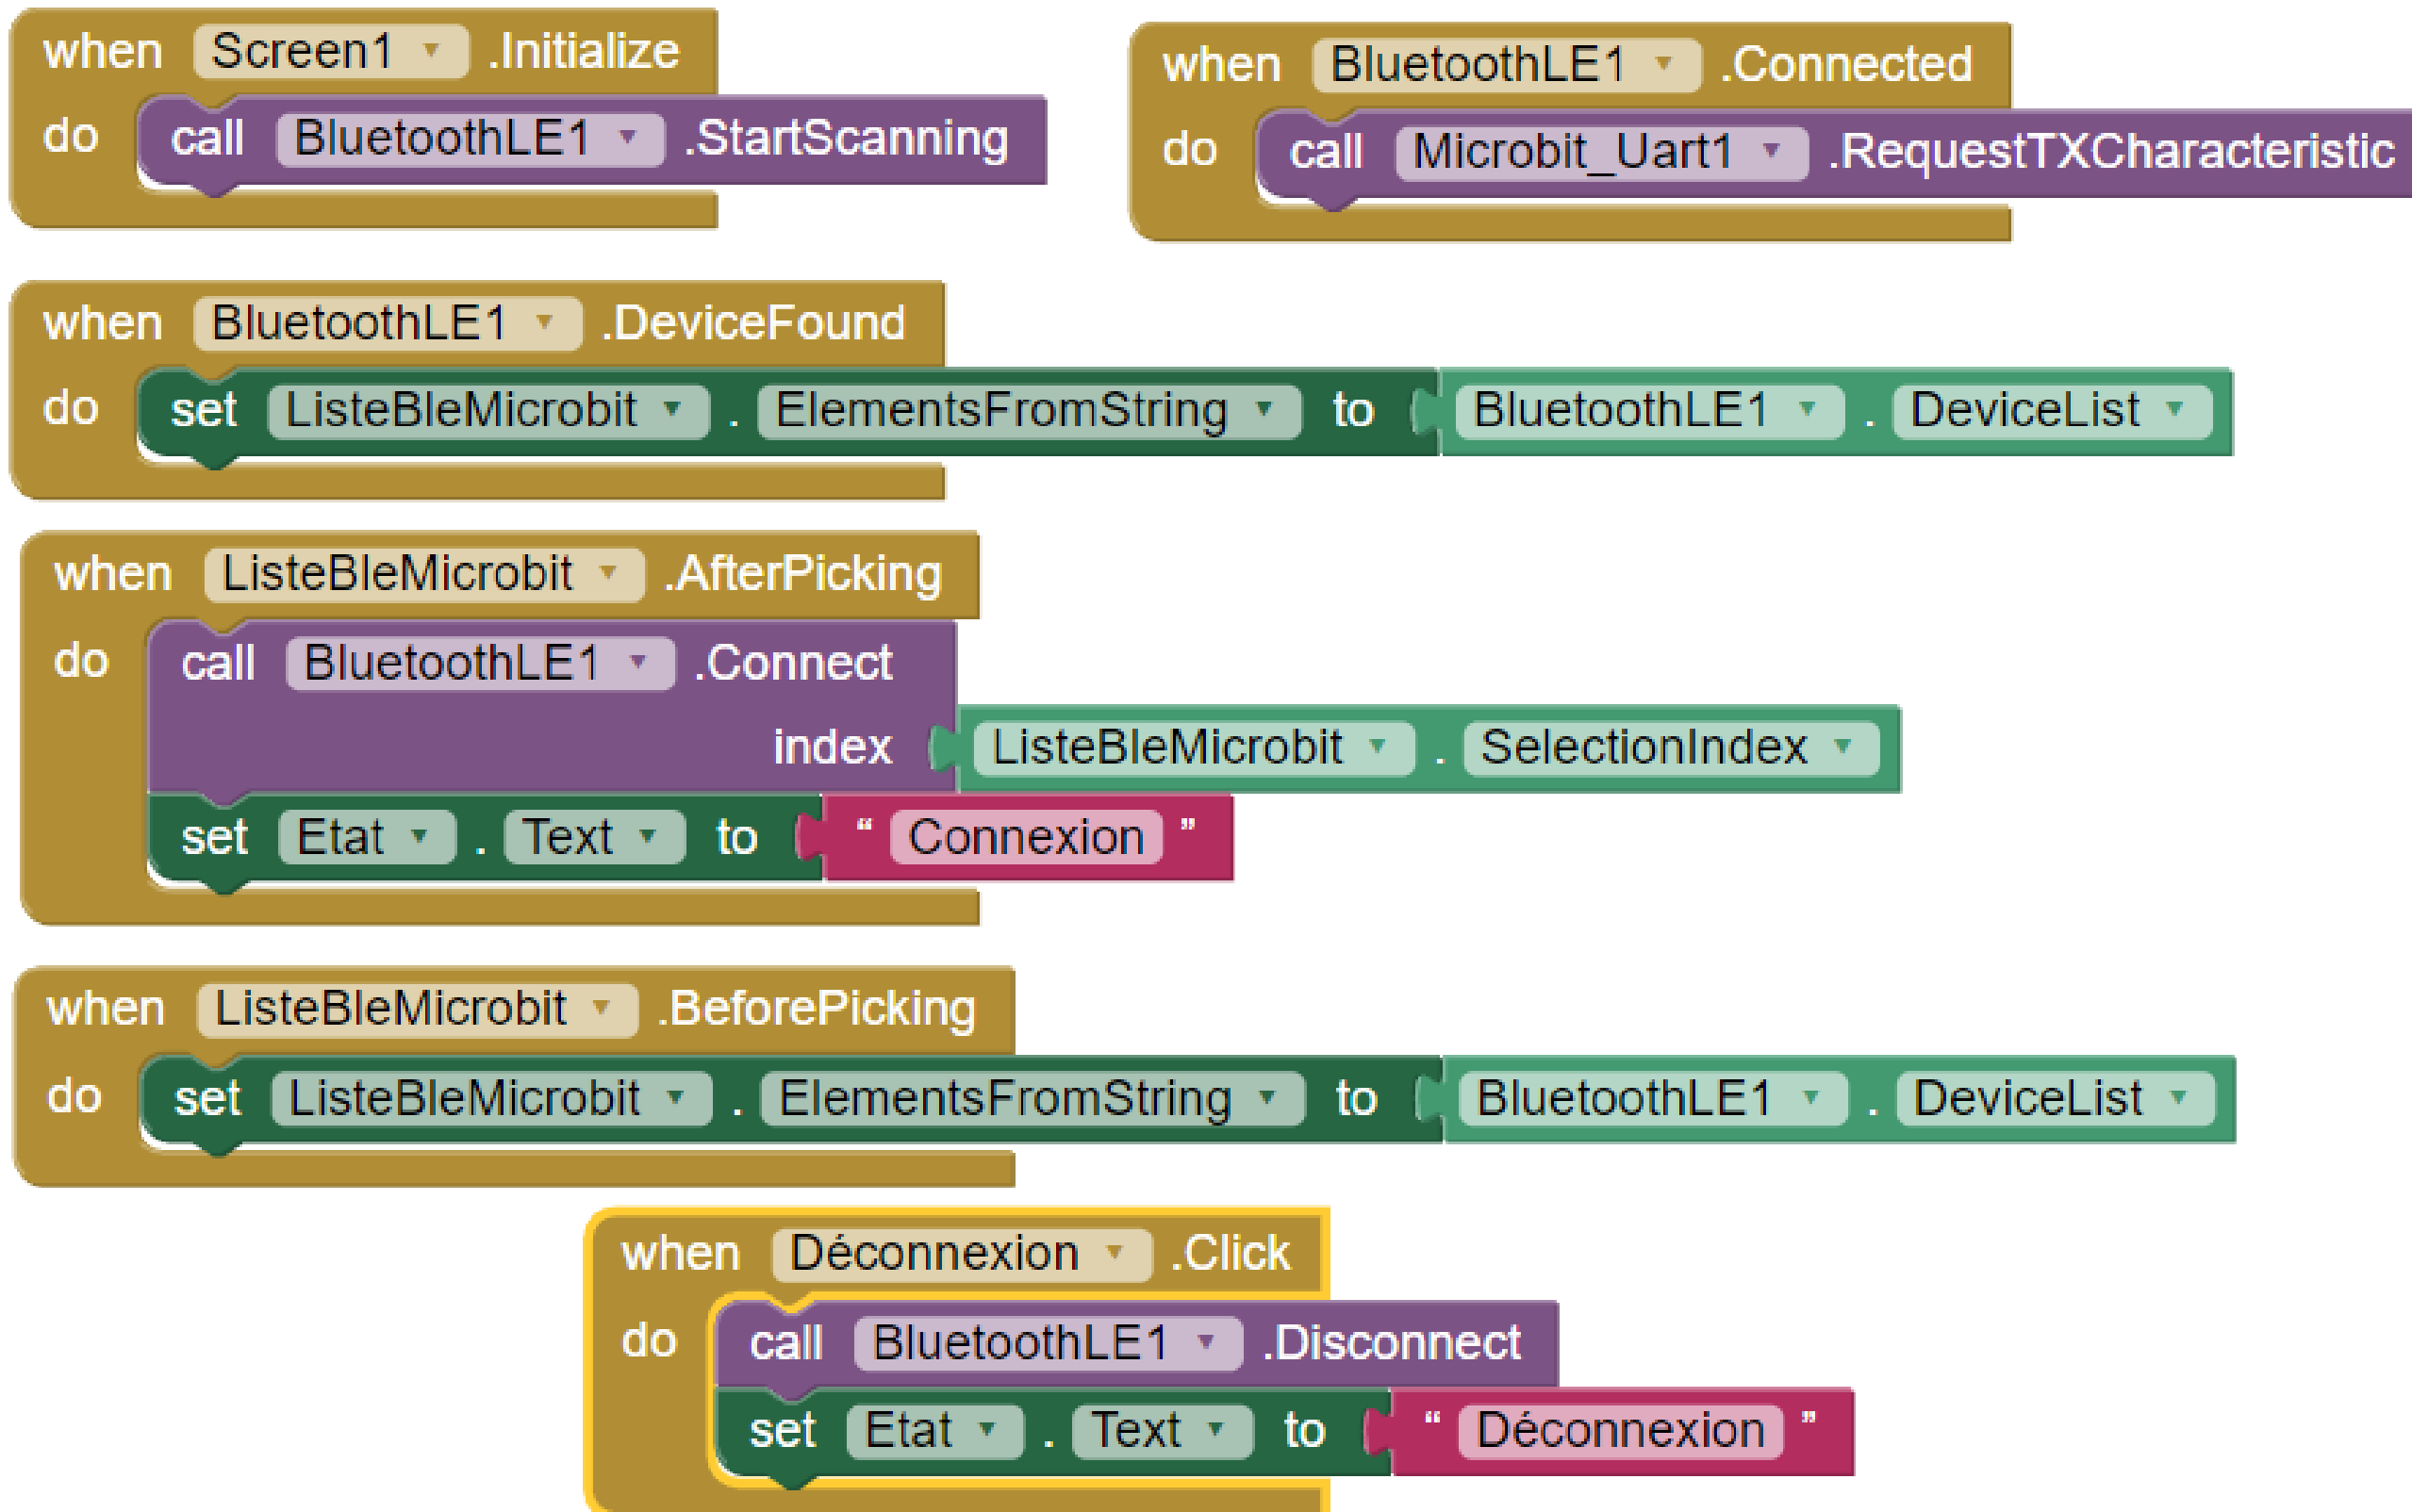 when Screen1 .Initialize
do call BluetoothLE1 .StartScanning
when BluetoothLE1 .Connected
do call Microbit_Uart1 .RequestTXCharacteristic
when BluetoothLE1 .DeviceFound
do set ListeBleMicrobit . ElementsFromString to BluetoothLE1 . DeviceList
when ListeBleMicrobit .AfterPicking
do call BluetoothLE1 .Connect
index ListeBleMicrobit . SelectionIndex
set Etat . Text to “ Connexion ”
when ListeBleMicrobit .BeforePicking
do set ListeBleMicrobit . ElementsFromString to BluetoothLE1 . DeviceList
when Déconnexion .Click
do call BluetoothLE1 .Disconnect
set Etat . Text to “ Déconnexion ”